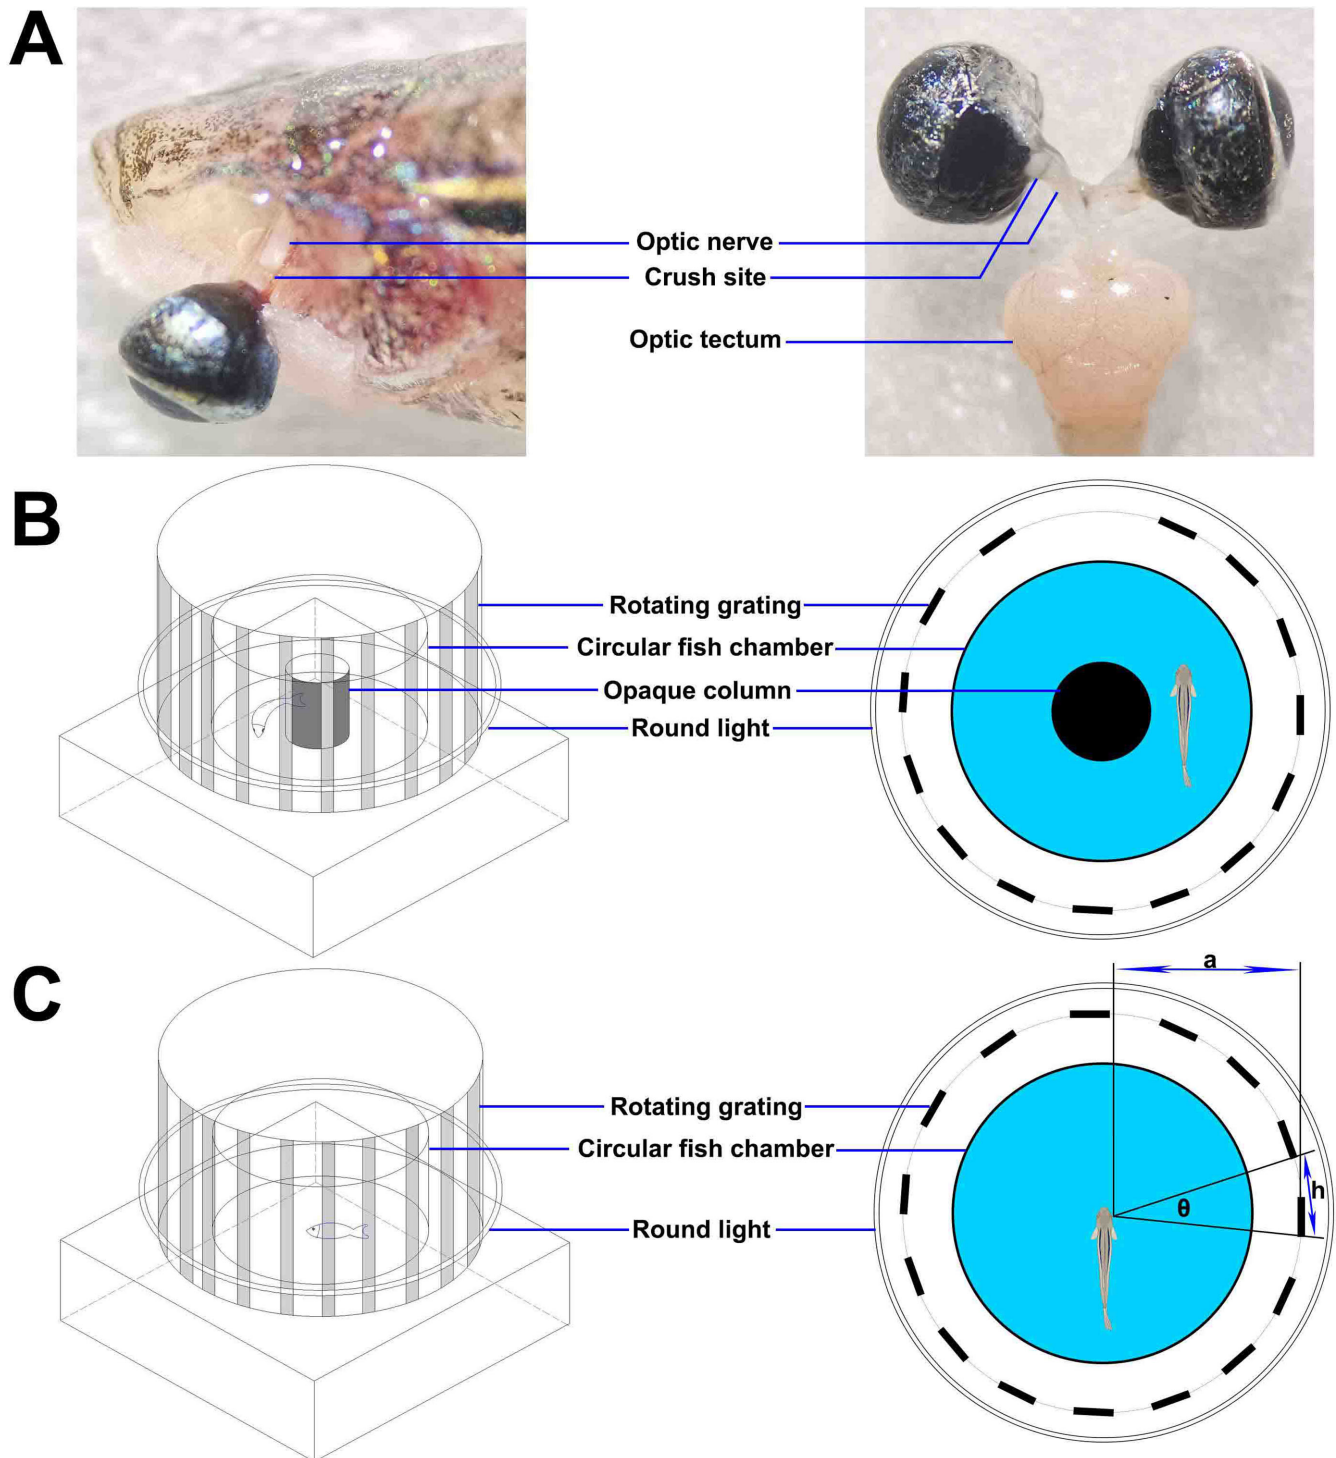 A
Optic nerve
Crush site
Optic tectum
B
Rotating grating
Circular fish chamber
Opaque column
Round light
C
a
Rotating grating
Circular fish chamber
h
θ
Round light